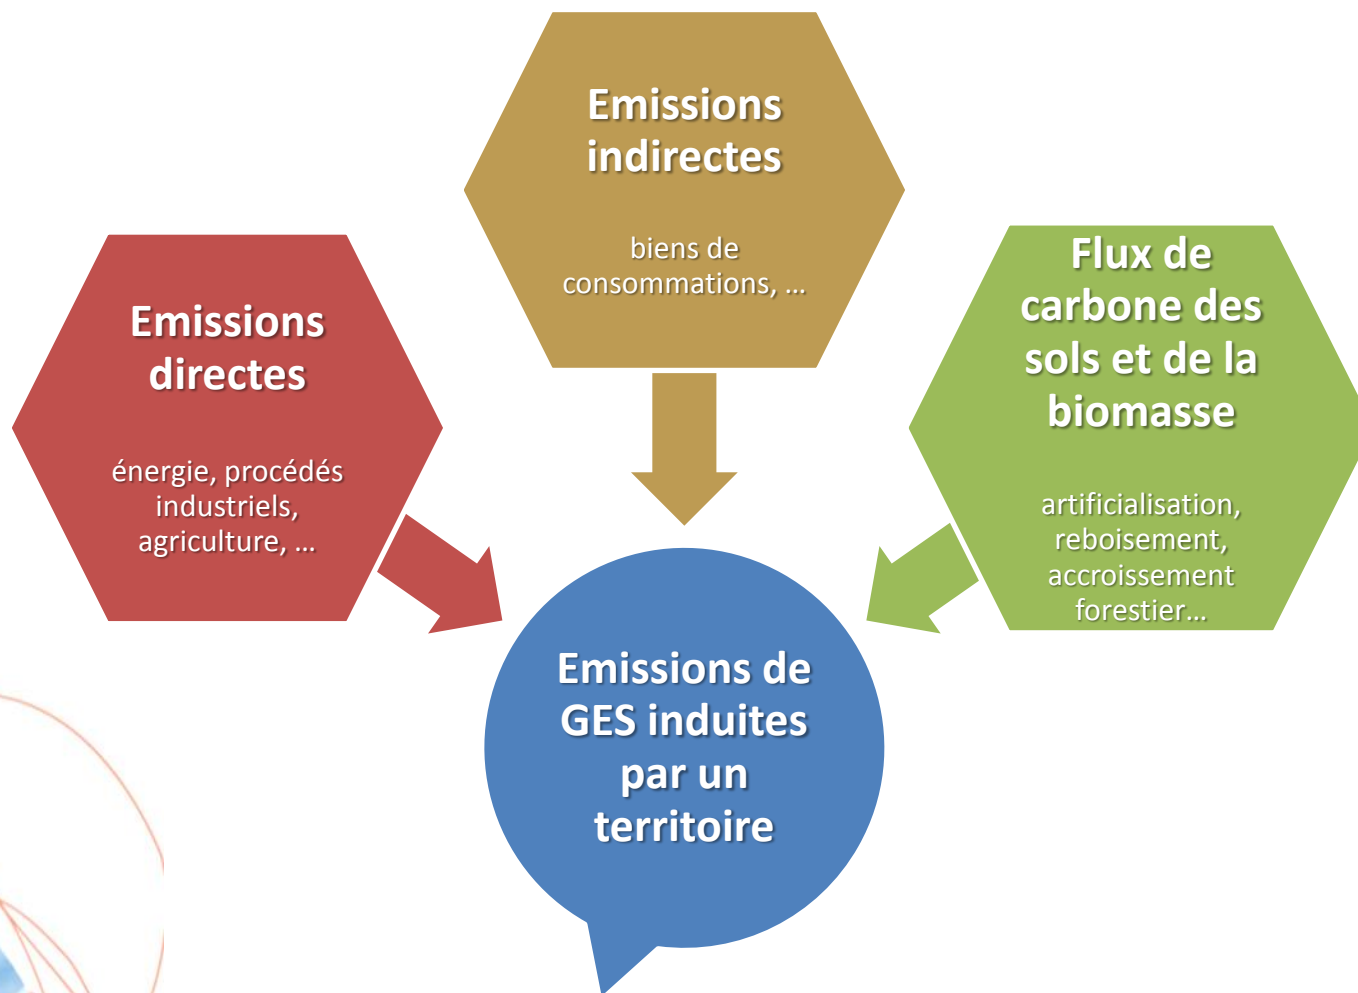 Emissions
directes
énergie, procédés
industriels,
agriculture, ...
Emissions
indirectes
biens de
consommations, ...
Flux de
carbone des
sols et de la
biomasse
artificialisation,
reboisement,
accroissement
forestier...
Emissions de
GES induites
par un
territoire